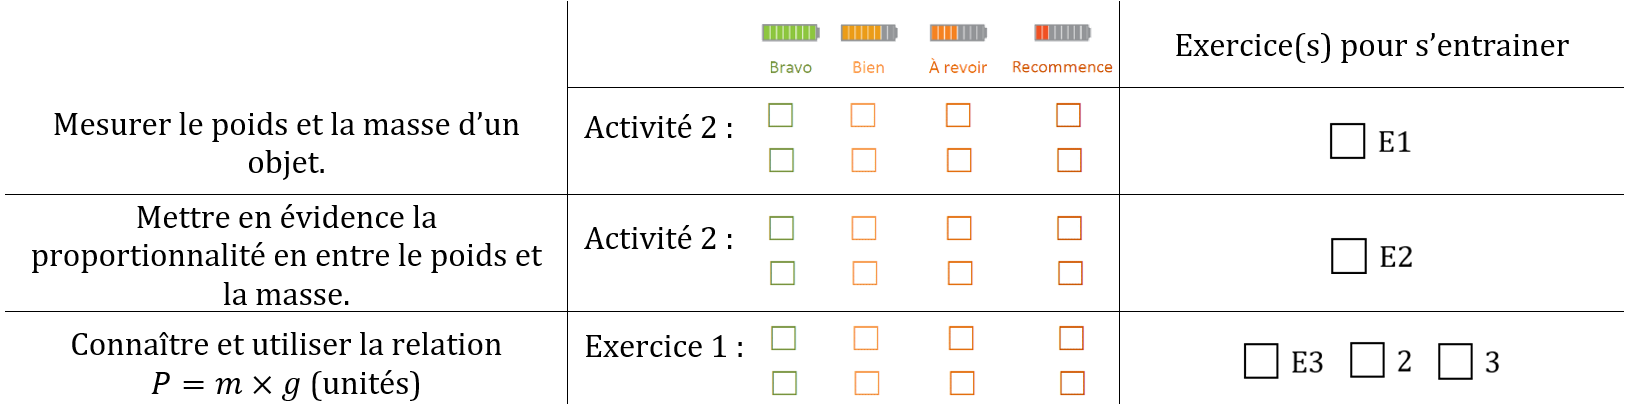 Bravo Bien À revoir Recommence
Exercice(s) pour s’entrainer
Mesurer le poids et la masse d’un
objet.
Activité 2 :
E1
Mettre en évidence la
proportionnalité en entre le poids et
la masse.
Activité 2 :
E2
Connaître et utiliser la relation
P = m × g (unités)
Exercice 1 :
E3 2 3